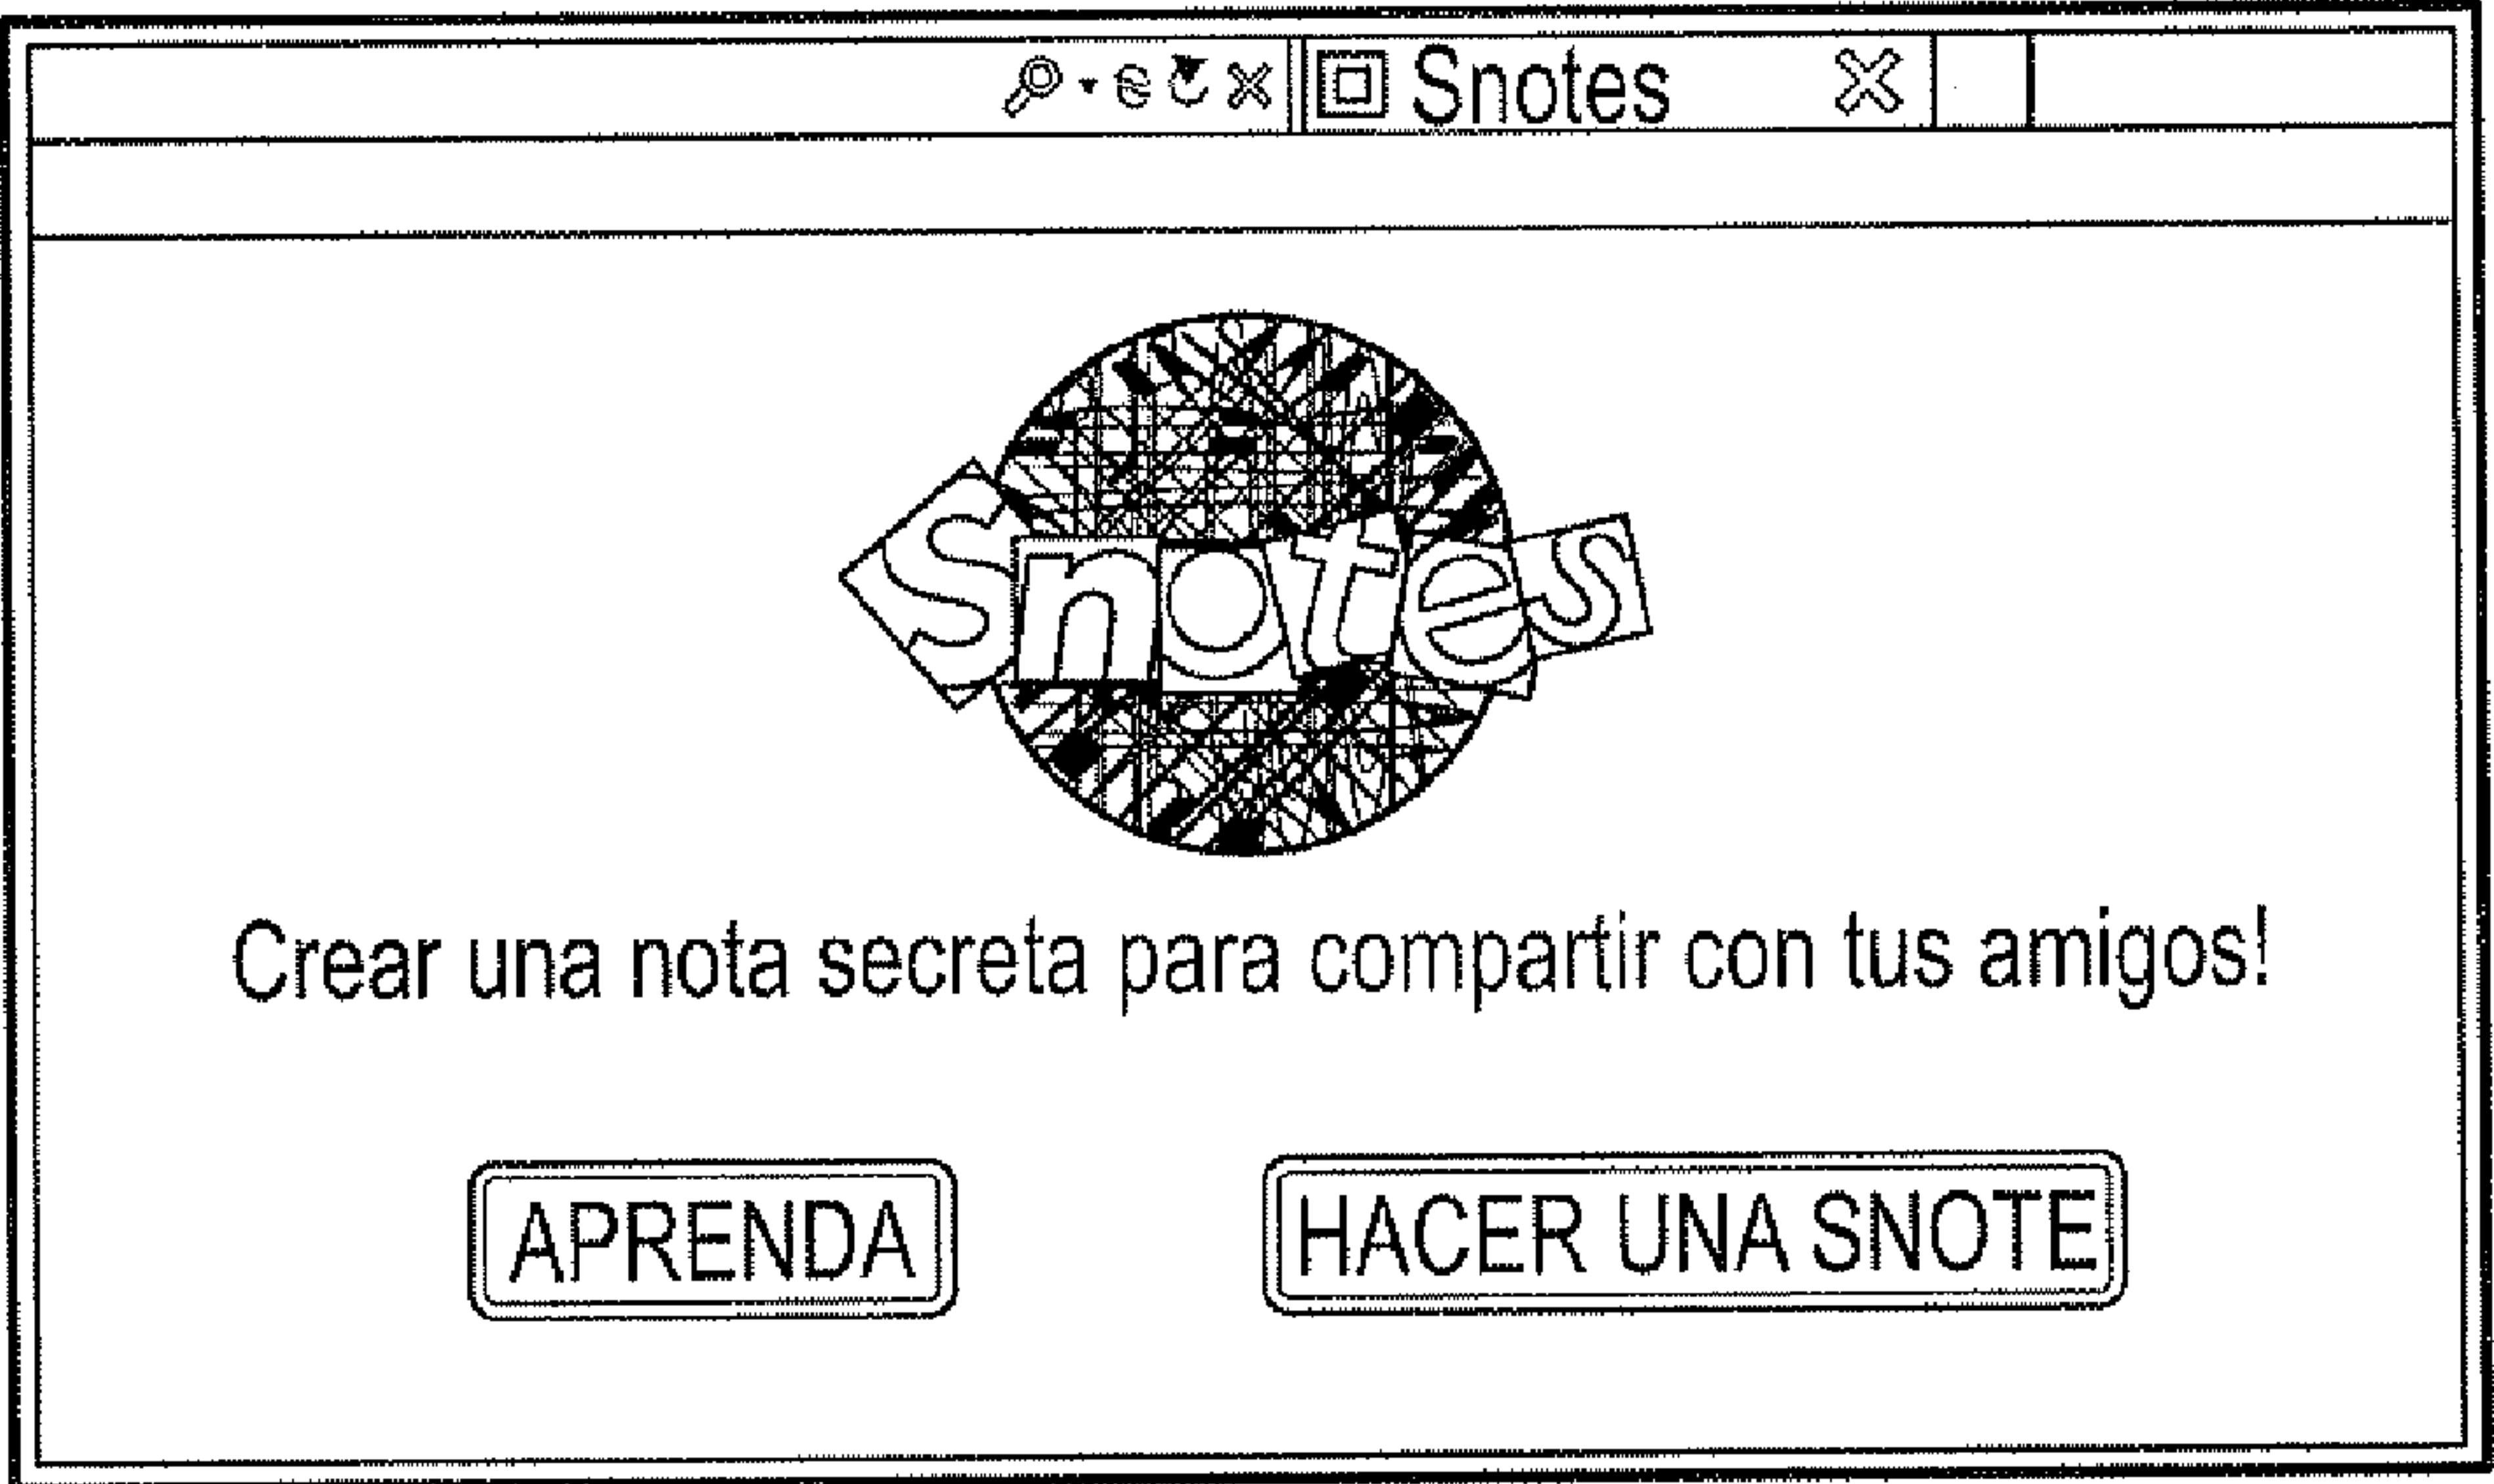 Snotes
Snotes
Crear una nota secreta para compartir con tus amigos!
APRENDA
HACER UNA SNOTE